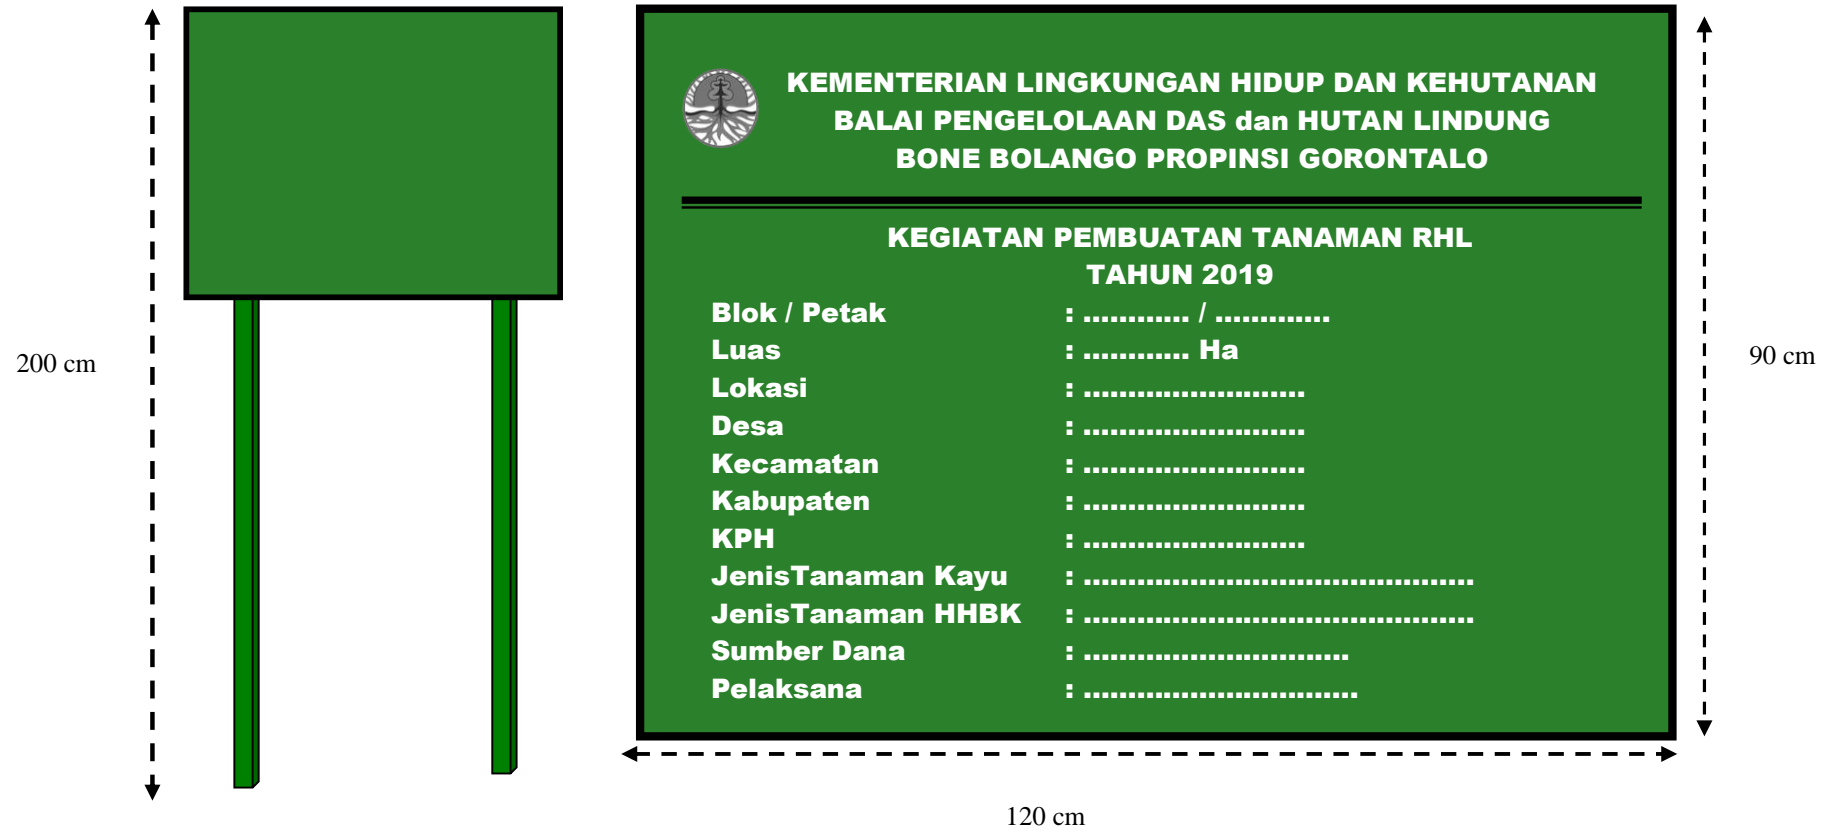 200 cm
KEMENTERIAN LINGKUNGAN HIDUP DAN KEHUTANAN
BALAI PENGELOLAAN DAS dan HUTAN LINDUNG
BONE BOLANGO PROPINSI GORONTALO
KEGIATAN PEMBUATAN TANAMAN RHL
TAHUN 2019
Blok / Petak : ............ / .............
Luas : ............ Ha
Lokasi : .........................
Desa : .........................
Kecamatan : .........................
Kabupaten : .........................
KPH : .........................
JenisTanaman Kayu : ............................................
JenisTanaman HHBK : ............................................
Sumber Dana : ..............................
Pelaksana : ...............................
90 cm
120 cm